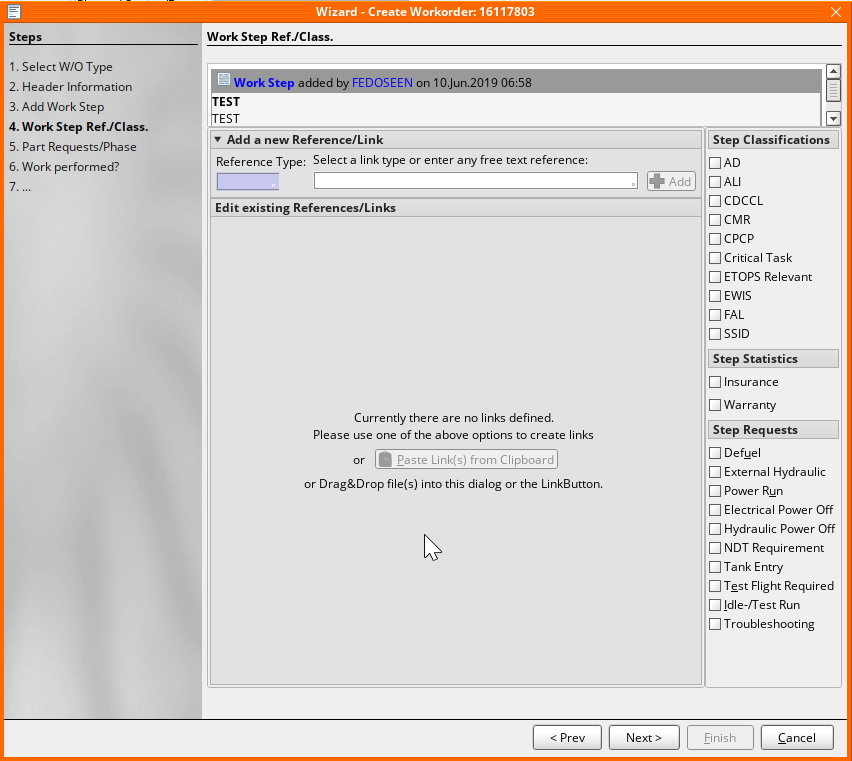 Wizard - Create Workorder: 16117803
Steps
1. Select W/O Type
2. Header Information
3. Add Work Step
4. Work Step Ref./Class.
5. Part Requests/Phase
6. Work performed?
7. ...
Work Step Ref./Class.
Work Step added by FEDOSEEN on 10.Jun.2019 06:58
TEST
TEST
Add a new Reference/Link
Reference Type: Select a link type or enter any free text reference:
Add
Edit existing References/Links
Currently there are no links defined.
Please use one of the above options to create links
or Paste Link(s) from Clipboard
or Drag&Drop file(s) into this dialog or the LinkButton.
Step Classifications
AD
ALI
CDCCL
CMR
CPCP
Critical Task
ETOPS Relevant
EWIS
FAL
SSID
Step Statistics
Insurance
Warranty
Step Requests
Defuel
External Hydraulic
Power Run
Electrical Power Off
Hydraulic Power Off
NDT Requirement
Tank Entry
Test Flight Required
Idle-/Test Run
Troubleshooting
< Prev
Next >
Finish
Cancel